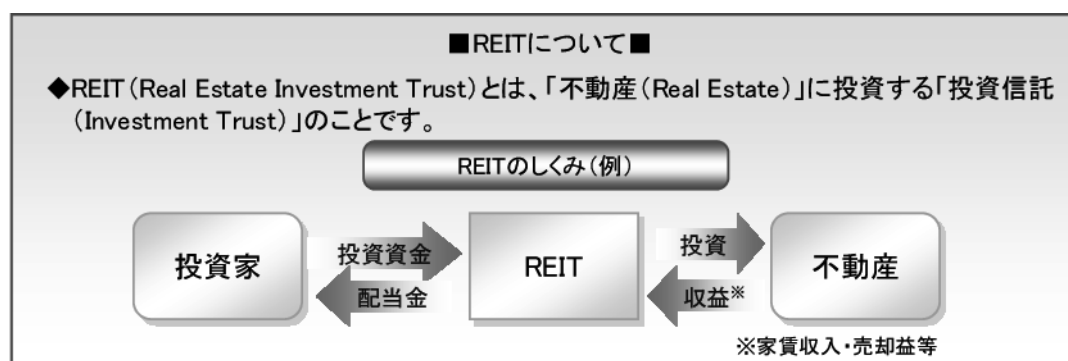 ■REITについて■
◆REIT(Real Estate Investment Trust)とは、「不動産(Real Estate)」に投資する「投資信託
(Investment Trust)」のことです。
REITのしくみ(例)
投資家
投資資金
配当金
REIT
投資
収益※
不動産
※家賃収入・売却益等